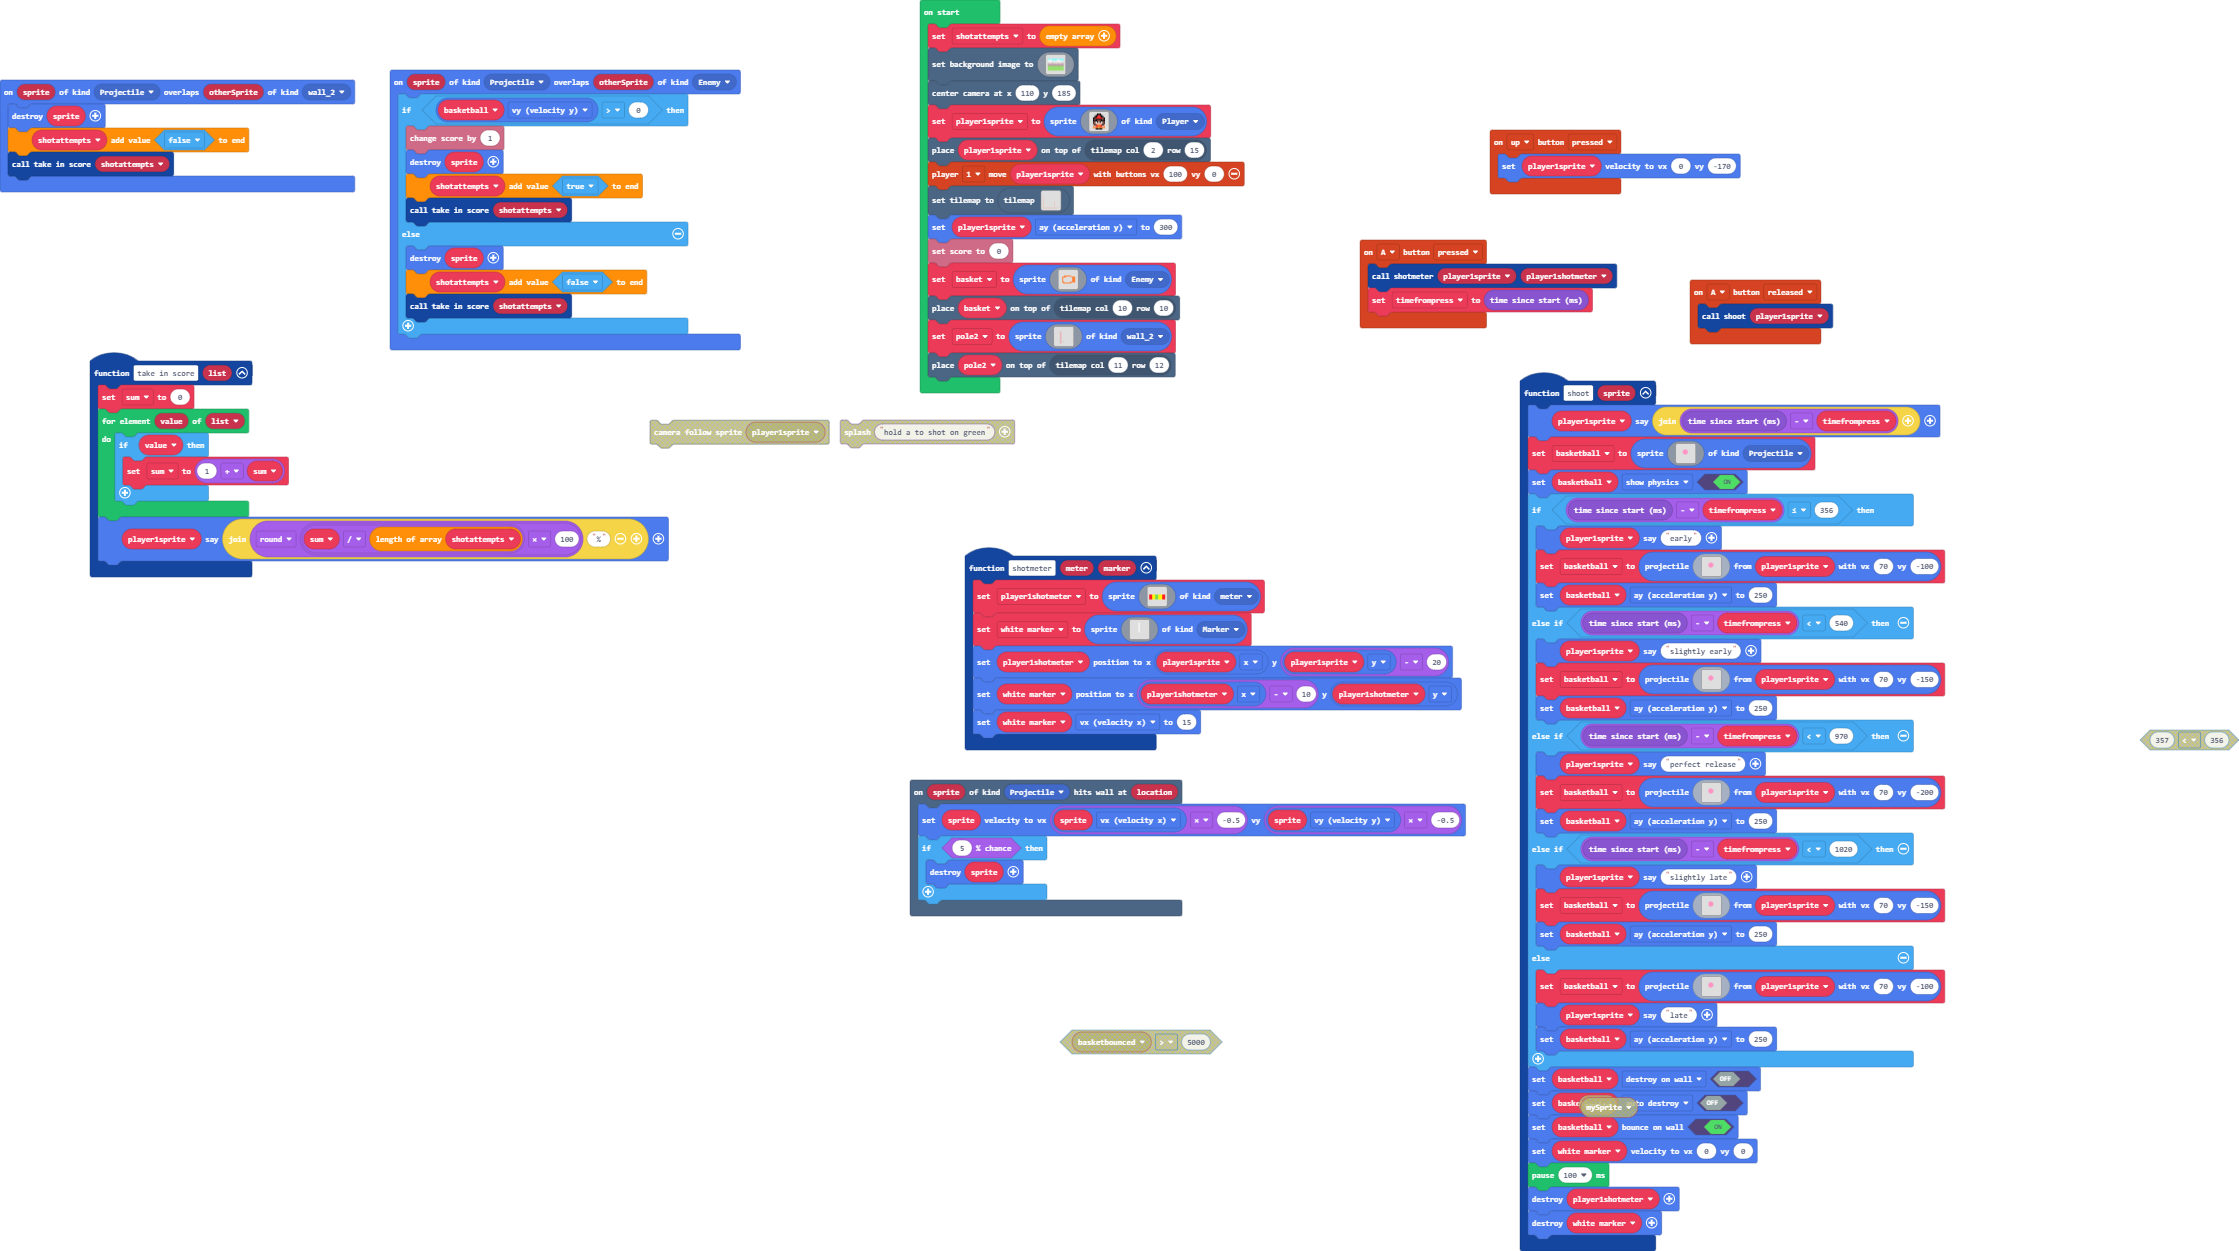 on sprite of kind Projectile overlaps otherSprite of kind wall_2
destroy sprite
shotattempts add value false to end
call take in score shotattempts
on sprite of kind Projectile overlaps otherSprite of kind Enemy
if basketball vy (velocity y) > 0 then
change score by 1
destroy sprite
shotattempts add value true to end
call take in score shotattempts
else
destroy sprite
shotattempts add value false to end
call take in score shotattempts
function take in score list
set sum to 0
for element value of list
do if value then
set sum to 1 + sum
player1sprite say join round sum / length of array shotattempts × 100 "%"
on start
set shotattempts to empty array
set background image to
center camera at x 110 y 185
set player1sprite to sprite of kind Player
place player1sprite on top of tilemap col 2 row 15
player 1 move player1sprite with buttons vx 100 vy 0
set tilemap to tilemap
set player1sprite ay (acceleration y) to 300
set score to 0
set basket to sprite of kind Enemy
place basket on top of tilemap col 10 row 10
set pole2 to sprite of kind wall_2
place pole2 on top of tilemap col 11 row 12
camera follow sprite player1sprite
splash "hold a to shot on green"
function shotmeter meter marker
set player1shotmeter to sprite of kind meter
set white marker to sprite of kind Marker
set player1shotmeter position to x player1sprite x y player1sprite y - 20
set white marker position to x player1shotmeter x - 10 y player1shotmeter y
set white marker vx (velocity x) to 15
on sprite of kind Projectile hits wall at location
set sprite velocity to vx sprite vx (velocity x) × -0.5 vy sprite vy (velocity y) × -0.5
if 5 % chance then
destroy sprite
basketbounced > 5000
on up button pressed
set player1sprite velocity to vx 0 vy -170
on A button pressed
call shotmeter player1sprite player1shotmeter
set timefrompress to time since start (ms)
on A button released
call shoot player1sprite
function shoot sprite
player1sprite say join time since start (ms) - timefrompress
set basketball to sprite of kind Projectile
set basketball show physics ON
if time since start (ms) - timefrompress ≤ 356 then
player1sprite say "early"
set basketball to projectile from player1sprite with vx 70 vy -100
set basketball ay (acceleration y) to 250
else if time since start (ms) - timefrompress < 540 then
player1sprite say "slightly early"
set basketball to projectile from player1sprite with vx 70 vy -150
set basketball ay (acceleration y) to 250
else if time since start (ms) - timefrompress < 970 then
player1sprite say "perfect release"
set basketball to projectile from player1sprite with vx 70 vy -200
set basketball ay (acceleration y) to 250
else if time since start (ms) - timefrompress < 1020 then
player1sprite say "slightly late"
set basketball to projectile from player1sprite with vx 70 vy -150
set basketball ay (acceleration y) to 250
else
set basketball to projectile from player1sprite with vx 70 vy -100
player1sprite say "late"
set basketball ay (acceleration y) to 250
set basketball destroy on wall OFF
set destroy OFF
mySprite
set basketball bounce on wall ON
set white marker velocity to vx 0 vy 0
pause 100 ms
destroy player1shotmeter
destroy white marker
357 < 356